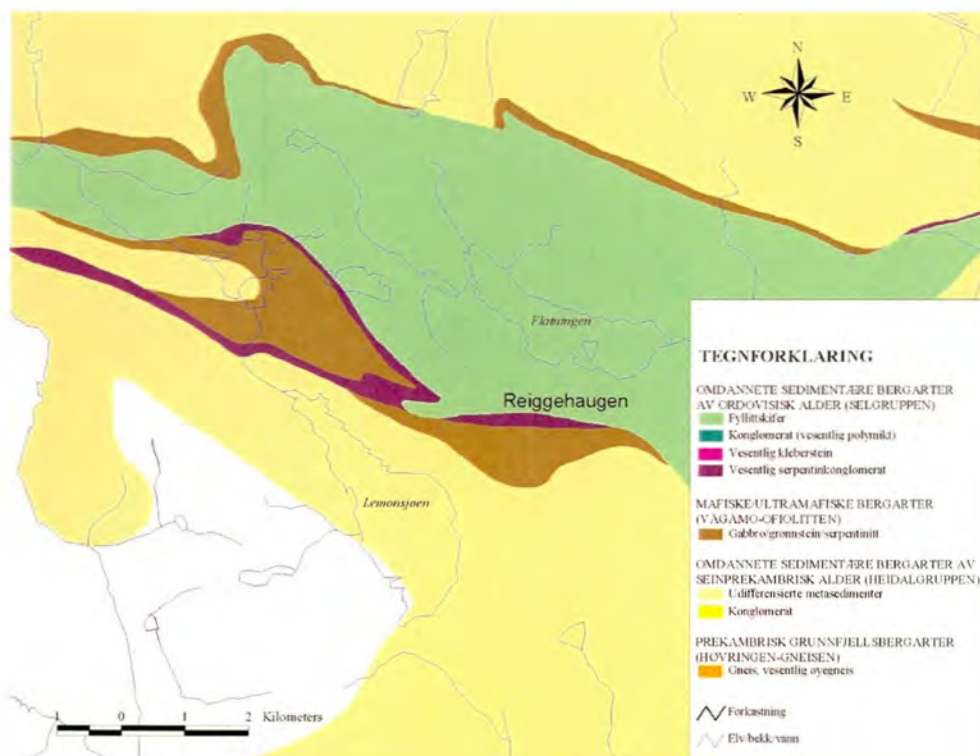 N
W E
S
Flatningen
Reiggehaugen
Lemonsjøen
1 0 1 2 Kilometers
TEGNFORKLARING
OMDANNETE SEDIMENTÆRE BERGARTER
AV ORDOVISISK ALDER (SELGRUPPEN)
Fyllittskifer
Konglomerat (vesentlig polymikt)
Vesentlig kleberstein
Vesentlig serpentinkonglomerat
MAFISKE/ULTRAMAFISKE BERGARTER
(VÅGÅMO-OFIOLITTEN)
Gabbro/grønnstein/serpentinitt
OMDANNETE SEDIMENTÆRE BERGARTER AV
SEINPREKAMBRISK ALDER (HEIDALGRUPPEN)
Udifferensierte metasedimenter
Konglomerat
PREKAMBRISK GRUNNFJELLSBERGARTER
(HØVRINGEN-GNEISEN)
Gneis, vesentlig øyegneis
Forkastning
Elv/bekk/vann